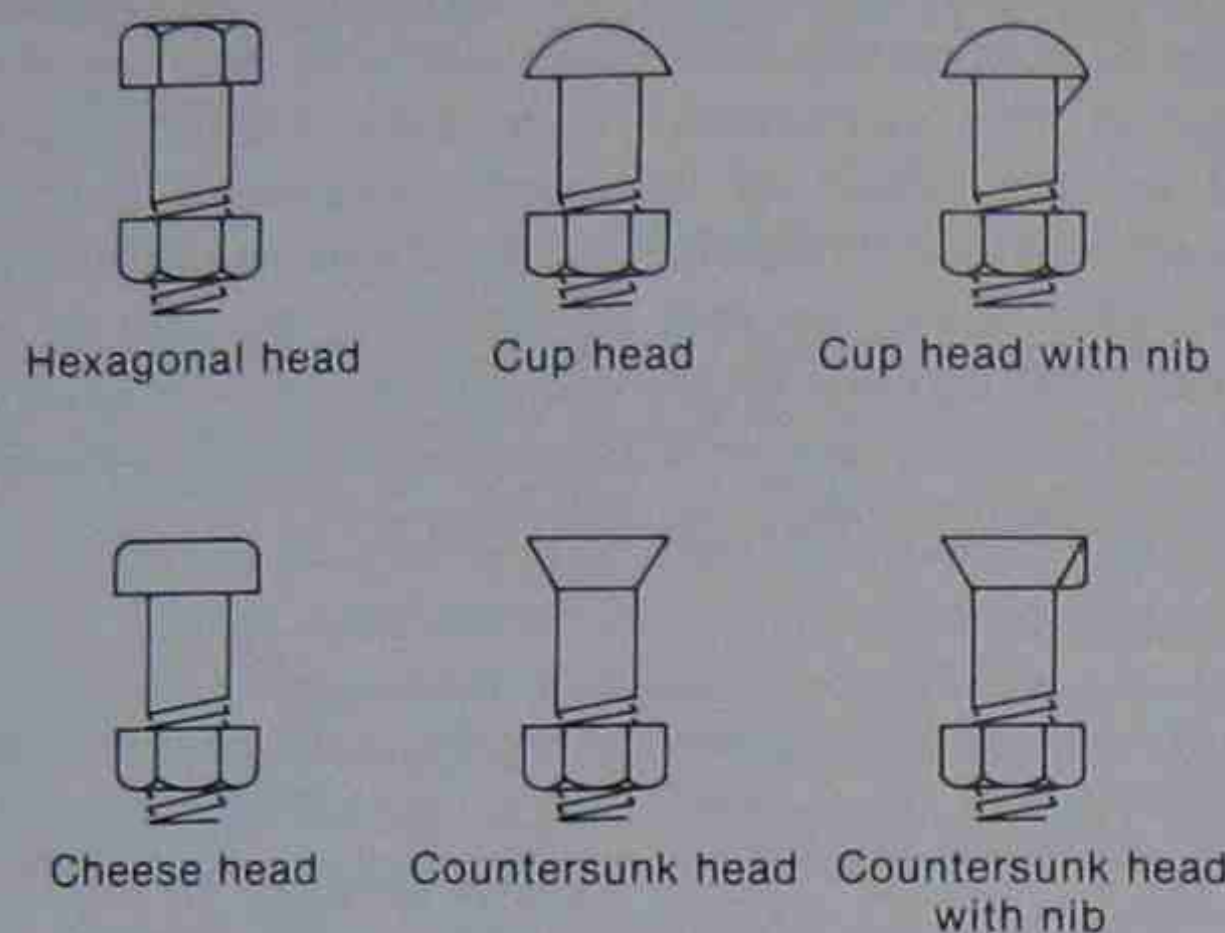 Hexagonal head
Cup head
Cup head with nib
Cheese head
Countersunk head
Countersunk head
with nib